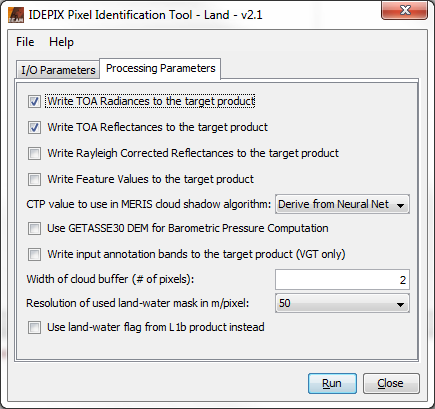 IDEPIX Pixel Identification Tool - Land - v2.1
File Help
I/O Parameters Processing Parameters
Write TOA Radiances to the target product
Write TOA Reflectances to the target product
Write Rayleigh Corrected Reflectances to the target product
Write Feature Values to the target product
CTP value to use in MERIS cloud shadow algorithm: Derive from Neural Net
Use GETASSE30 DEM for Barometric Pressure Computation
Write input annotation bands to the target product (VGT only)
Width of cloud buffer (# of pixels): 2
Resolution of used land-water mask in m/pixel: 50
Use land-water flag from L1b product instead
Run Close